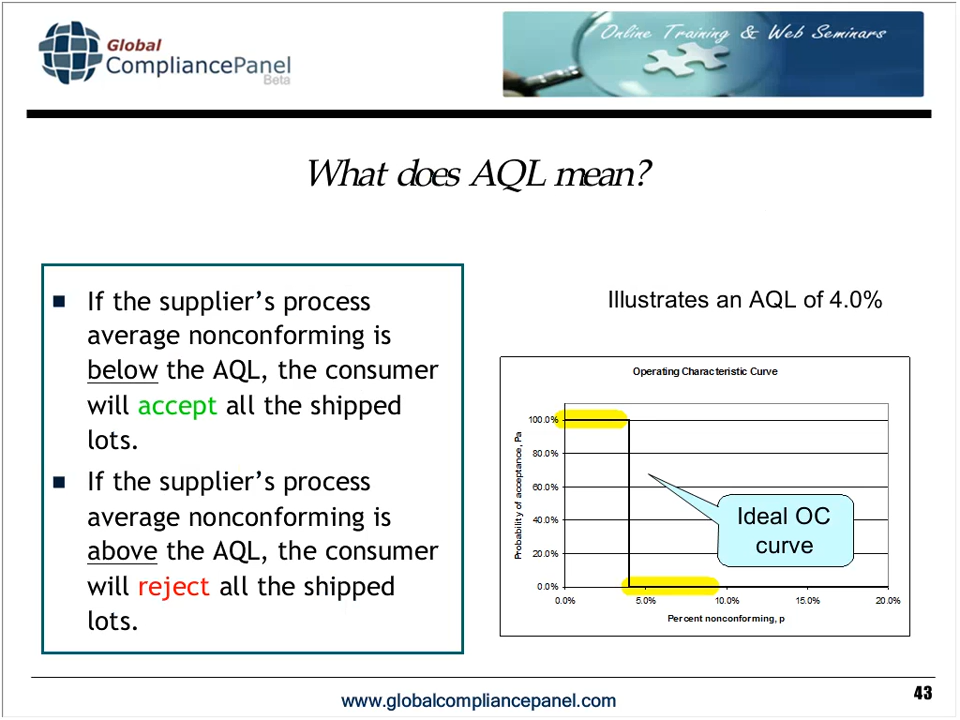 Global
CompliancePanel
Beta
Online Training & Web Seminars
What does AQL mean?
If the supplier's process
average nonconforming is
below the AQL, the consumer
will accept all the shipped
lots.
If the supplier's process
average nonconforming is
above the AQL, the consumer
will reject all the shipped
lots.
Illustrates an AQL of 4.0%
Operating Characteristic Curve
Probability of acceptance, Pa
100.0%
80.0%
60.0%
40.0%
20.0%
0.0%
Ideal OC
curve
0.0% 5.0% 10.0% 15.0% 20.0%
Percent nonconforming, p
www.globalcompliancepanel.com
43